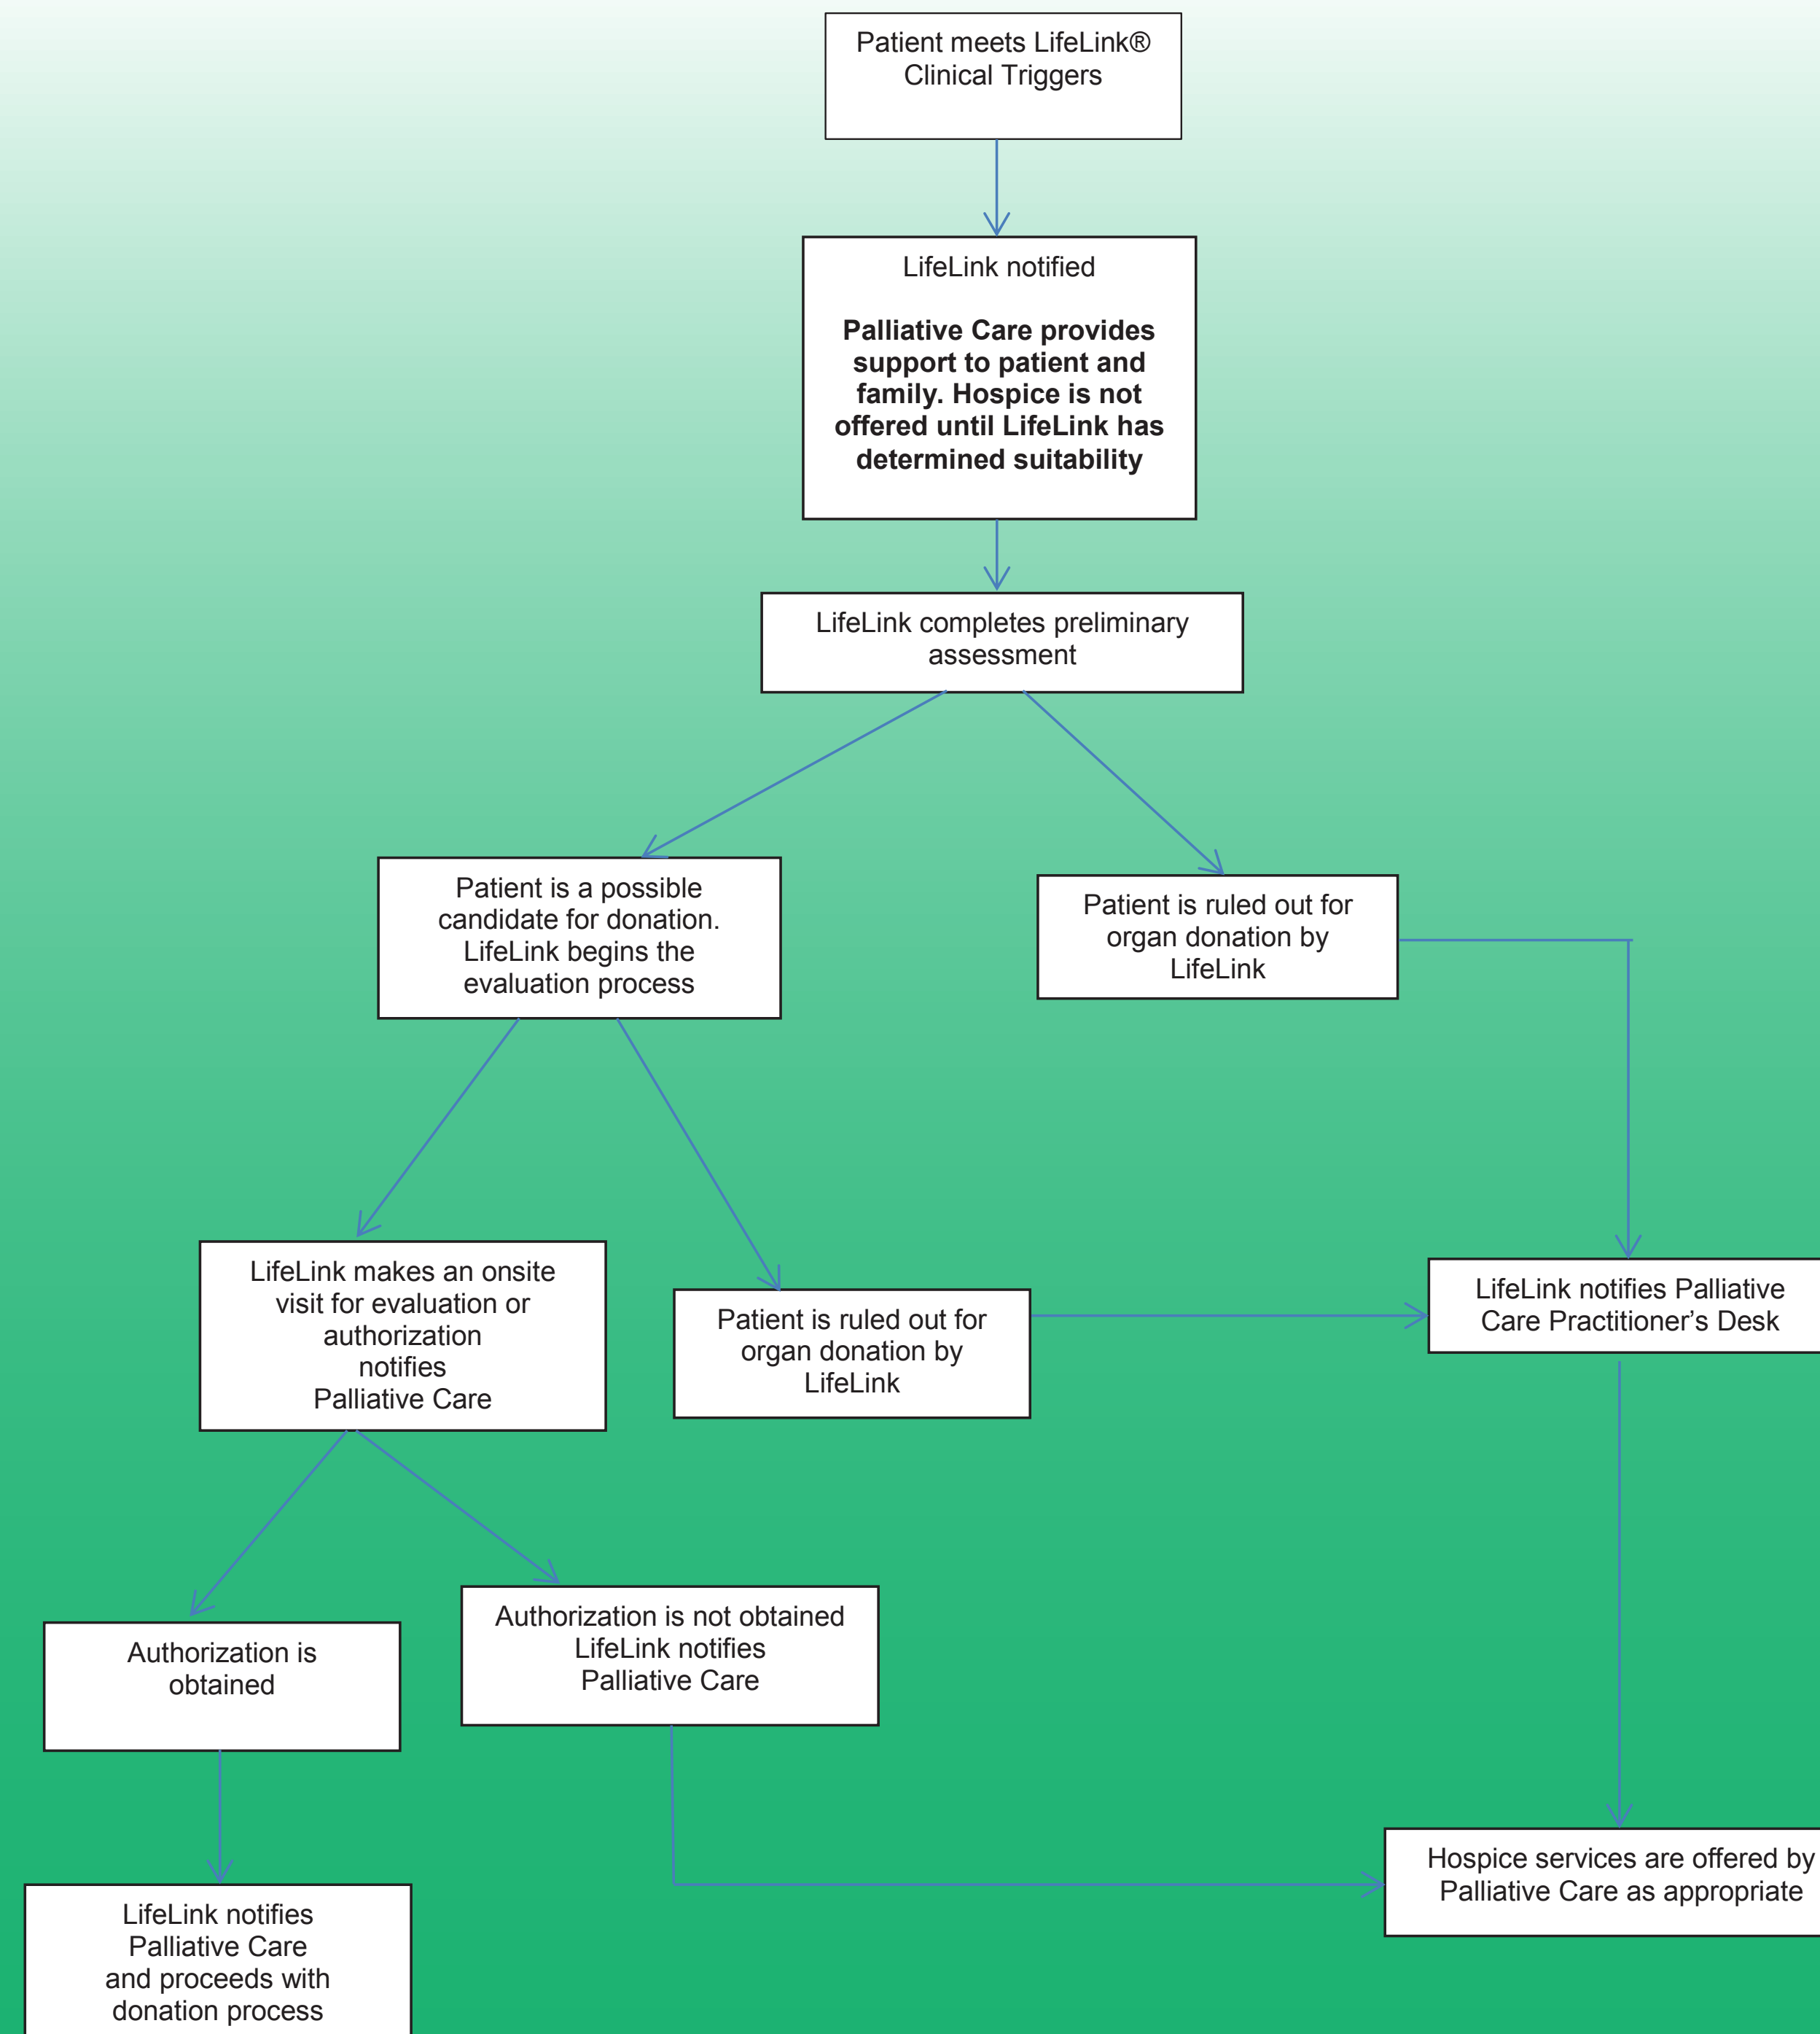 Patient meets LifeLink®
Clinical Triggers
LifeLink notified
Palliative Care provides
support to patient and
family. Hospice is not
offered until LifeLink has
determined suitability
LifeLink completes preliminary
assessment
Patient is a possible
candidate for donation.
LifeLink begins the
evaluation process
Patient is ruled out for
organ donation by
LifeLink
LifeLink makes an onsite
visit for evaluation or
authorization
notifies
Palliative Care
Patient is ruled out for
organ donation by
LifeLink
LifeLink notifies Palliative
Care Practitioner’s Desk
Authorization is
obtained
Authorization is not obtained
LifeLink notifies
Palliative Care
Hospice services are offered by
Palliative Care as appropriate
LifeLink notifies
Palliative Care
and proceeds with
donation process